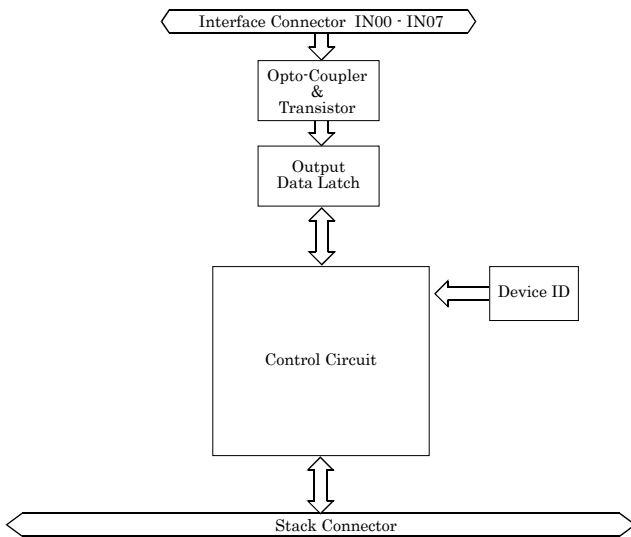 Interface Connector IN00 - IN07
Opto-Coupler
&
Transistor
Output
Data Latch
Device ID
Control Circuit
Stack Connector